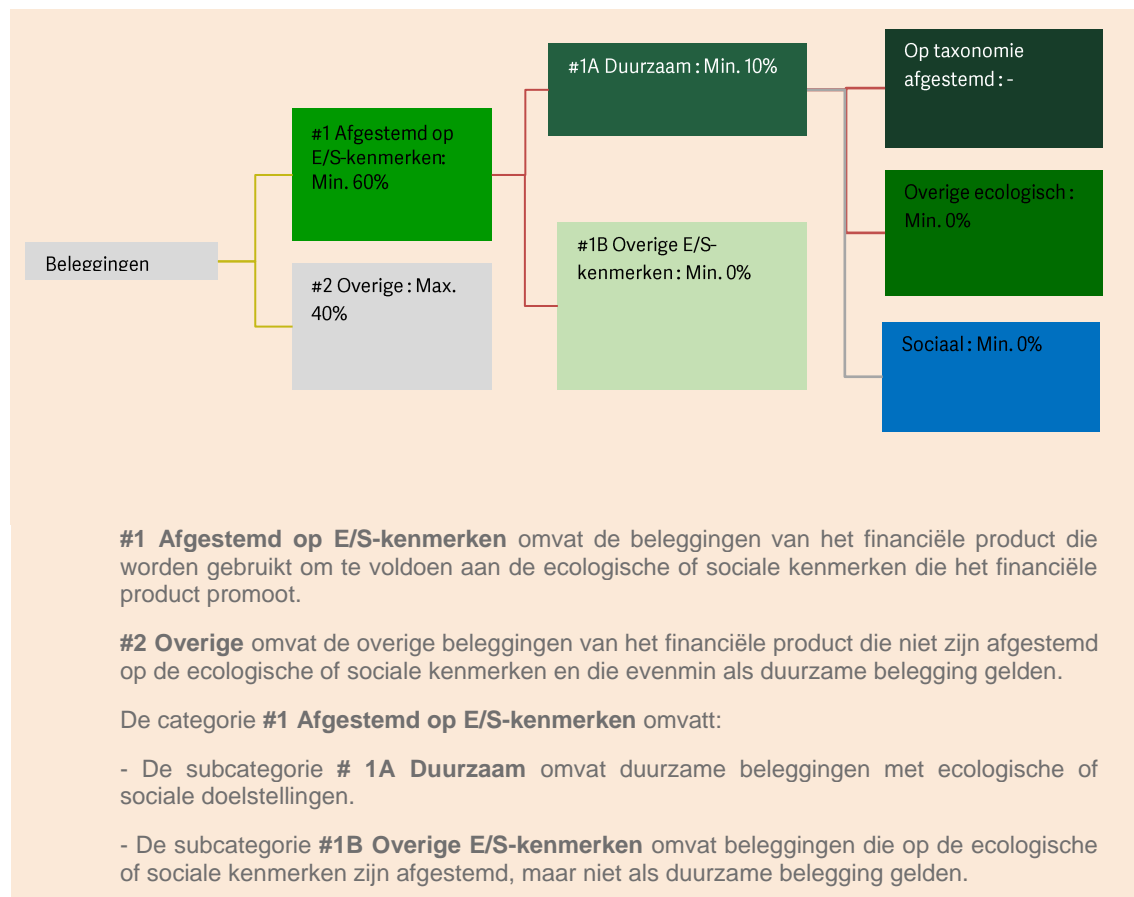 Beleggingen
#1 Afgestemd op
E/S-kenmerken:
Min. 60%
#2 Overige : Max.
40%
#1A Duurzaam : Min. 10%
#1B Overige E/S-
kenmerken : Min. 0%
Op taxonomie
afgestemd : -
Overige ecologisch :
Min. 0%
Sociaal : Min. 0%
#1 Afgestemd op E/S-kenmerken omvat de beleggingen van het financiële product die
worden gebruikt om te voldoen aan de ecologische of sociale kenmerken die het financiële
product promoot.
#2 Overige omvat de overige beleggingen van het financiële product die niet zijn afgestemd
op de ecologische of sociale kenmerken en die evenmin als duurzame belegging gelden.
De categorie #1 Afgestemd op E/S-kenmerken omvatt:
- De subcategorie # 1A Duurzaam omvat duurzame beleggingen met ecologische of
sociale doelstellingen.
- De subcategorie #1B Overige E/S-kenmerken omvat beleggingen die op de ecologische
of sociale kenmerken zijn afgestemd, maar niet als duurzame belegging gelden.